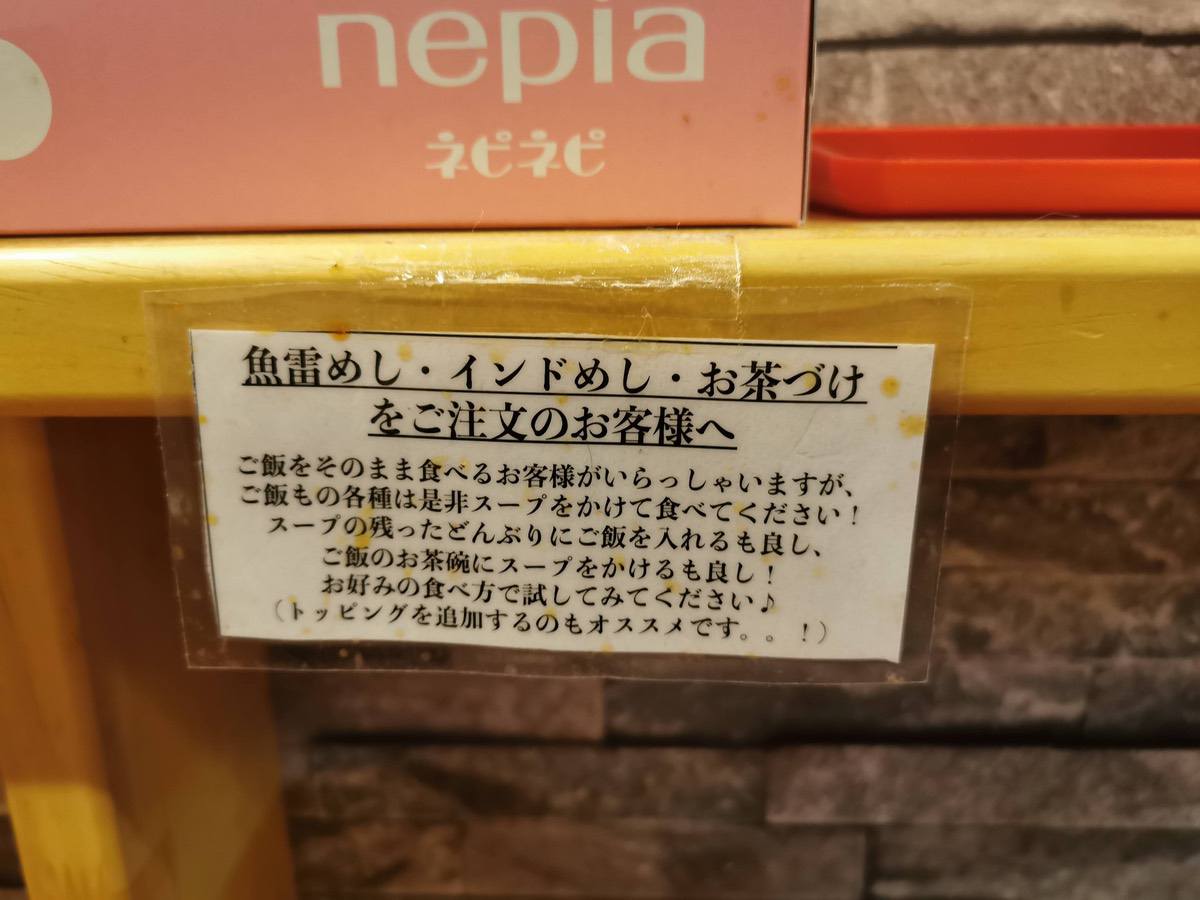 nepia
ネピネピ
魚雷めし・インドめし・お茶づけ
をご注文のお客様へ
ご飯をそのまま食べるお客様がいらっしゃいますが、
ご飯もの各種は是非スープをかけて食べてください！
スープの残ったどんぶりにご飯を入れるも良し、
ご飯のお茶碗にスープをかけるも良し！
お好みの食べ方で試してみてください♪
（トッピングを追加するのもオススメです。。！）